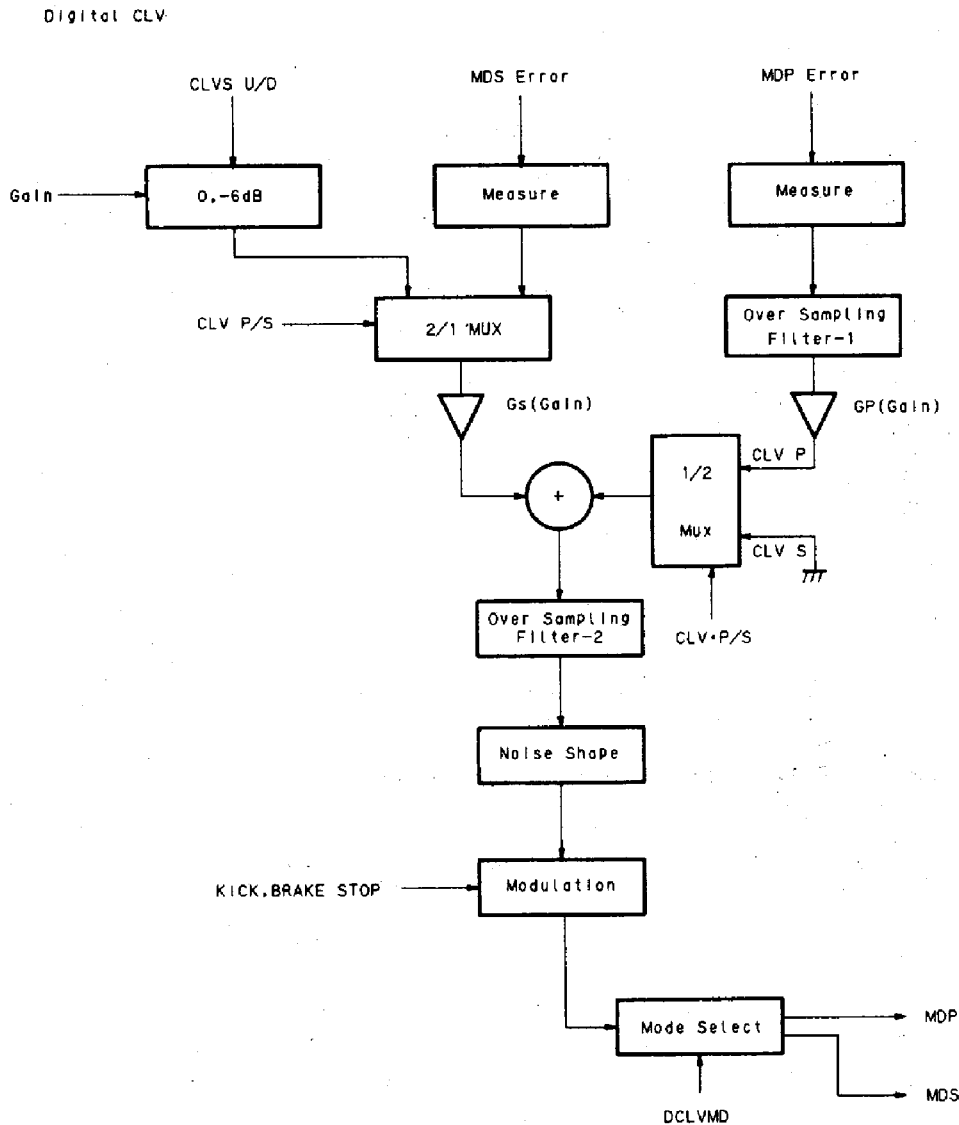 Digital CLV
CLVS U/D
MDS Error
MDP Error
Gain
0,-6dB
Measure
Measure
CLV P/S
2/1 MUX
Over Sampling
Filter-1
Gs(Gain)
GP(Gain)
CLV P
1/2
Mux
+
CLV S
Over Sampling
Filter-2
CLV•P/S
Noise Shape
KICK,BRAKE STOP
Modulation
Mode Select
MDP
MDS
DCLVMD